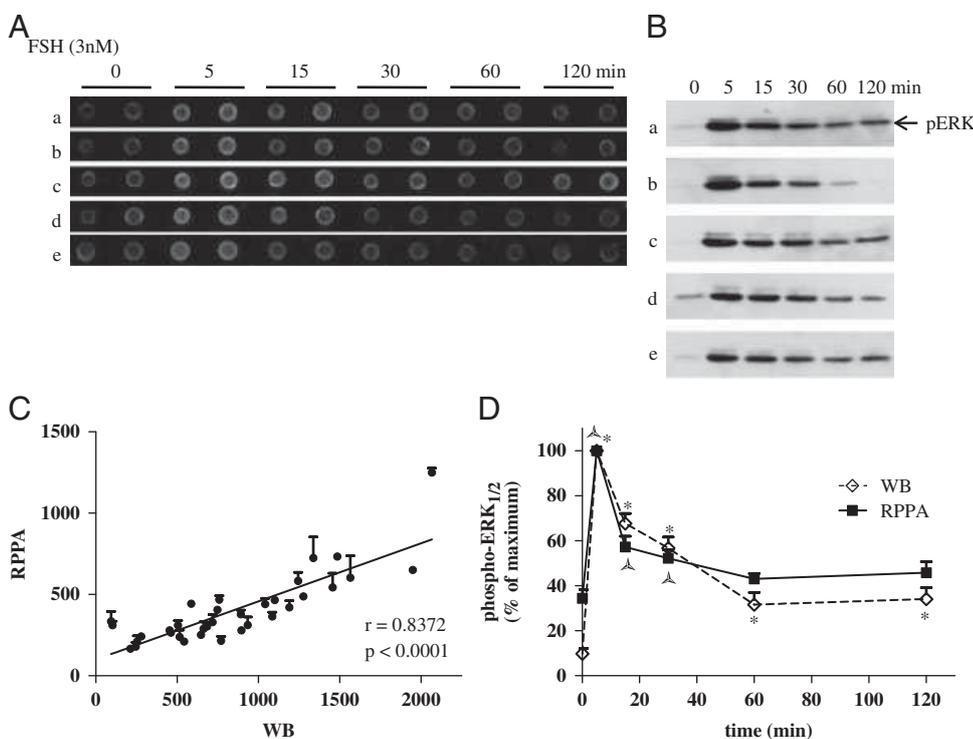 A
FSH (3nM)
0 5 15 30 60 120 min
a
b
c
d
e
B
0 5 15 30 60 120 min
a
pERK
b
c
d
e
C
1500
1000
500
0
RPPA
r = 0.8372
p < 0.0001
0 500 1000 1500 2000
WB
D
100
80
60
40
20
0
phospho-ERK1/2
(% of maximum)
* * * * *
WB
RPPA
0 20 40 60 80 100 120
time (min)